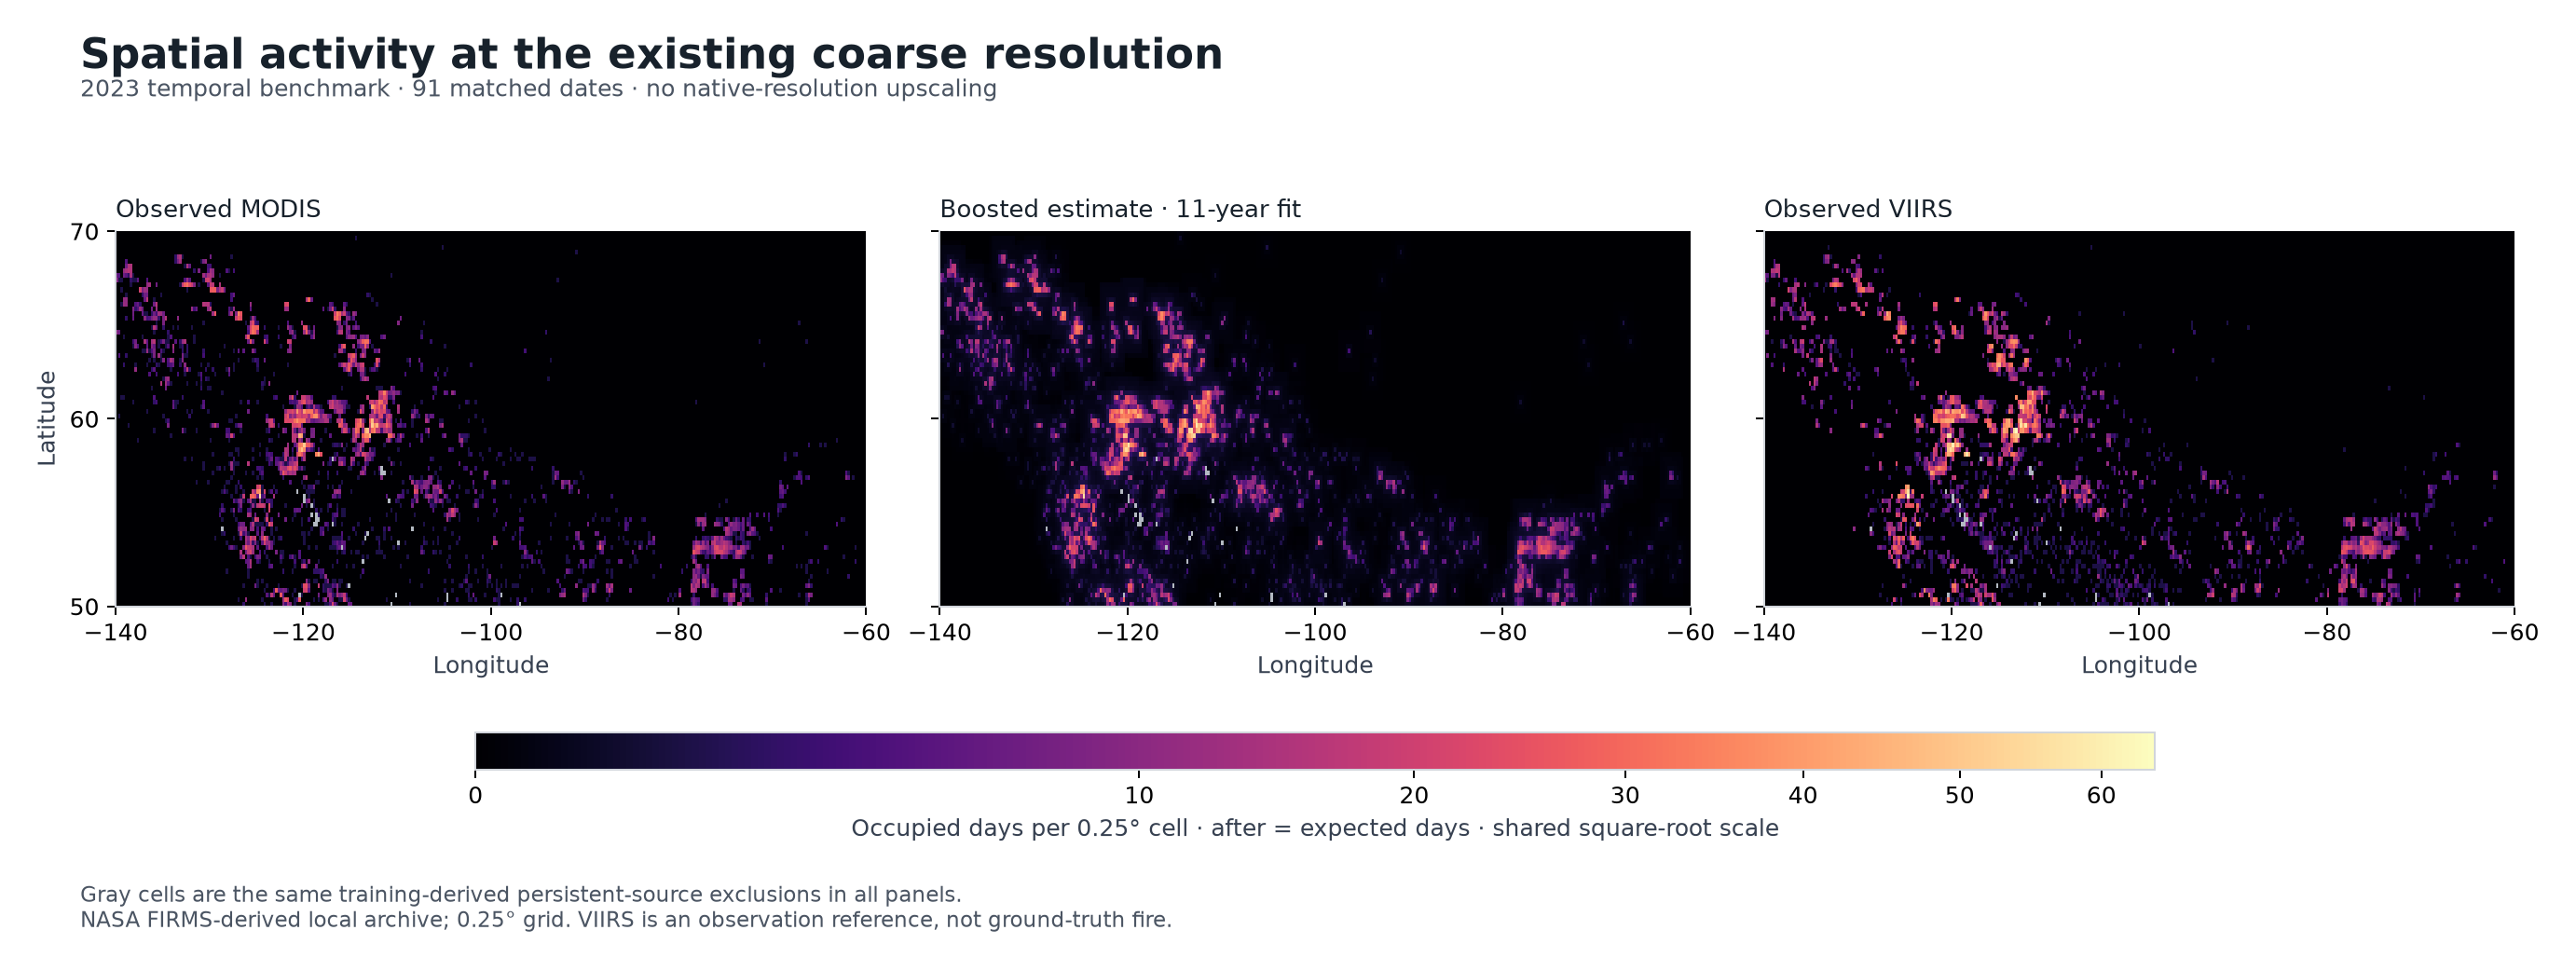 Spatial activity at the existing coarse resolution
2023 temporal benchmark · 91 matched dates · no native-resolution upscaling
Observed MODIS
Boosted estimate · 11-year fit
Observed VIIRS
70
60
50
Latitude
−140 −120 −100 −80 −60
−140 −120 −100 −80 −60
−140 −120 −100 −80 −60
Longitude
Longitude
Longitude
0 10 20 30 40 50 60
Occupied days per 0.25° cell · after = expected days · shared square-root scale
Gray cells are the same training-derived persistent-source exclusions in all panels.
NASA FIRMS-derived local archive; 0.25° grid. VIIRS is an observation reference, not ground-truth fire.